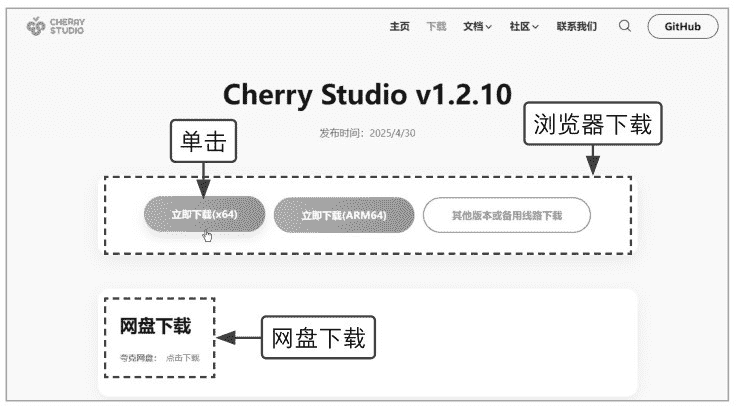 CHERRY
STUDIO
主页 下载 文档 社区 联系我们 GitHub
Cherry Studio v1.2.10
发布时间：2025/4/30
单击
浏览器下载
立即下载(x64) 立即下载(ARM64) 其他版本或备用线路下载
网盘下载
夸克网盘： 点击下载
网盘下载